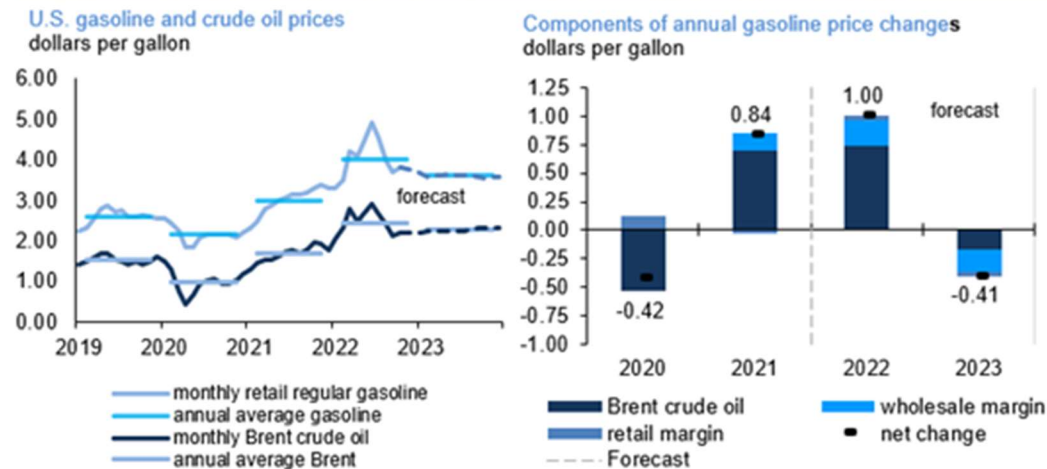 U.S. gasoline and crude oil prices
dollars per gallon
6.00
5.00
4.00
3.00
2.00
1.00
0.00
forecast
2019 2020 2021 2022 2023
monthly retail regular gasoline
annual average gasoline
monthly Brent crude oil
annual average Brent
Components of annual gasoline price changes
dollars per gallon
1.25
1.00
0.75
0.50
0.25
0.00
-0.25
-0.50
-0.75
-1.00
-0.42
0.84
1.00
-0.41
forecast
2020 2021 2022 2023
Brent crude oil wholesale margin
retail margin net change
Forecast